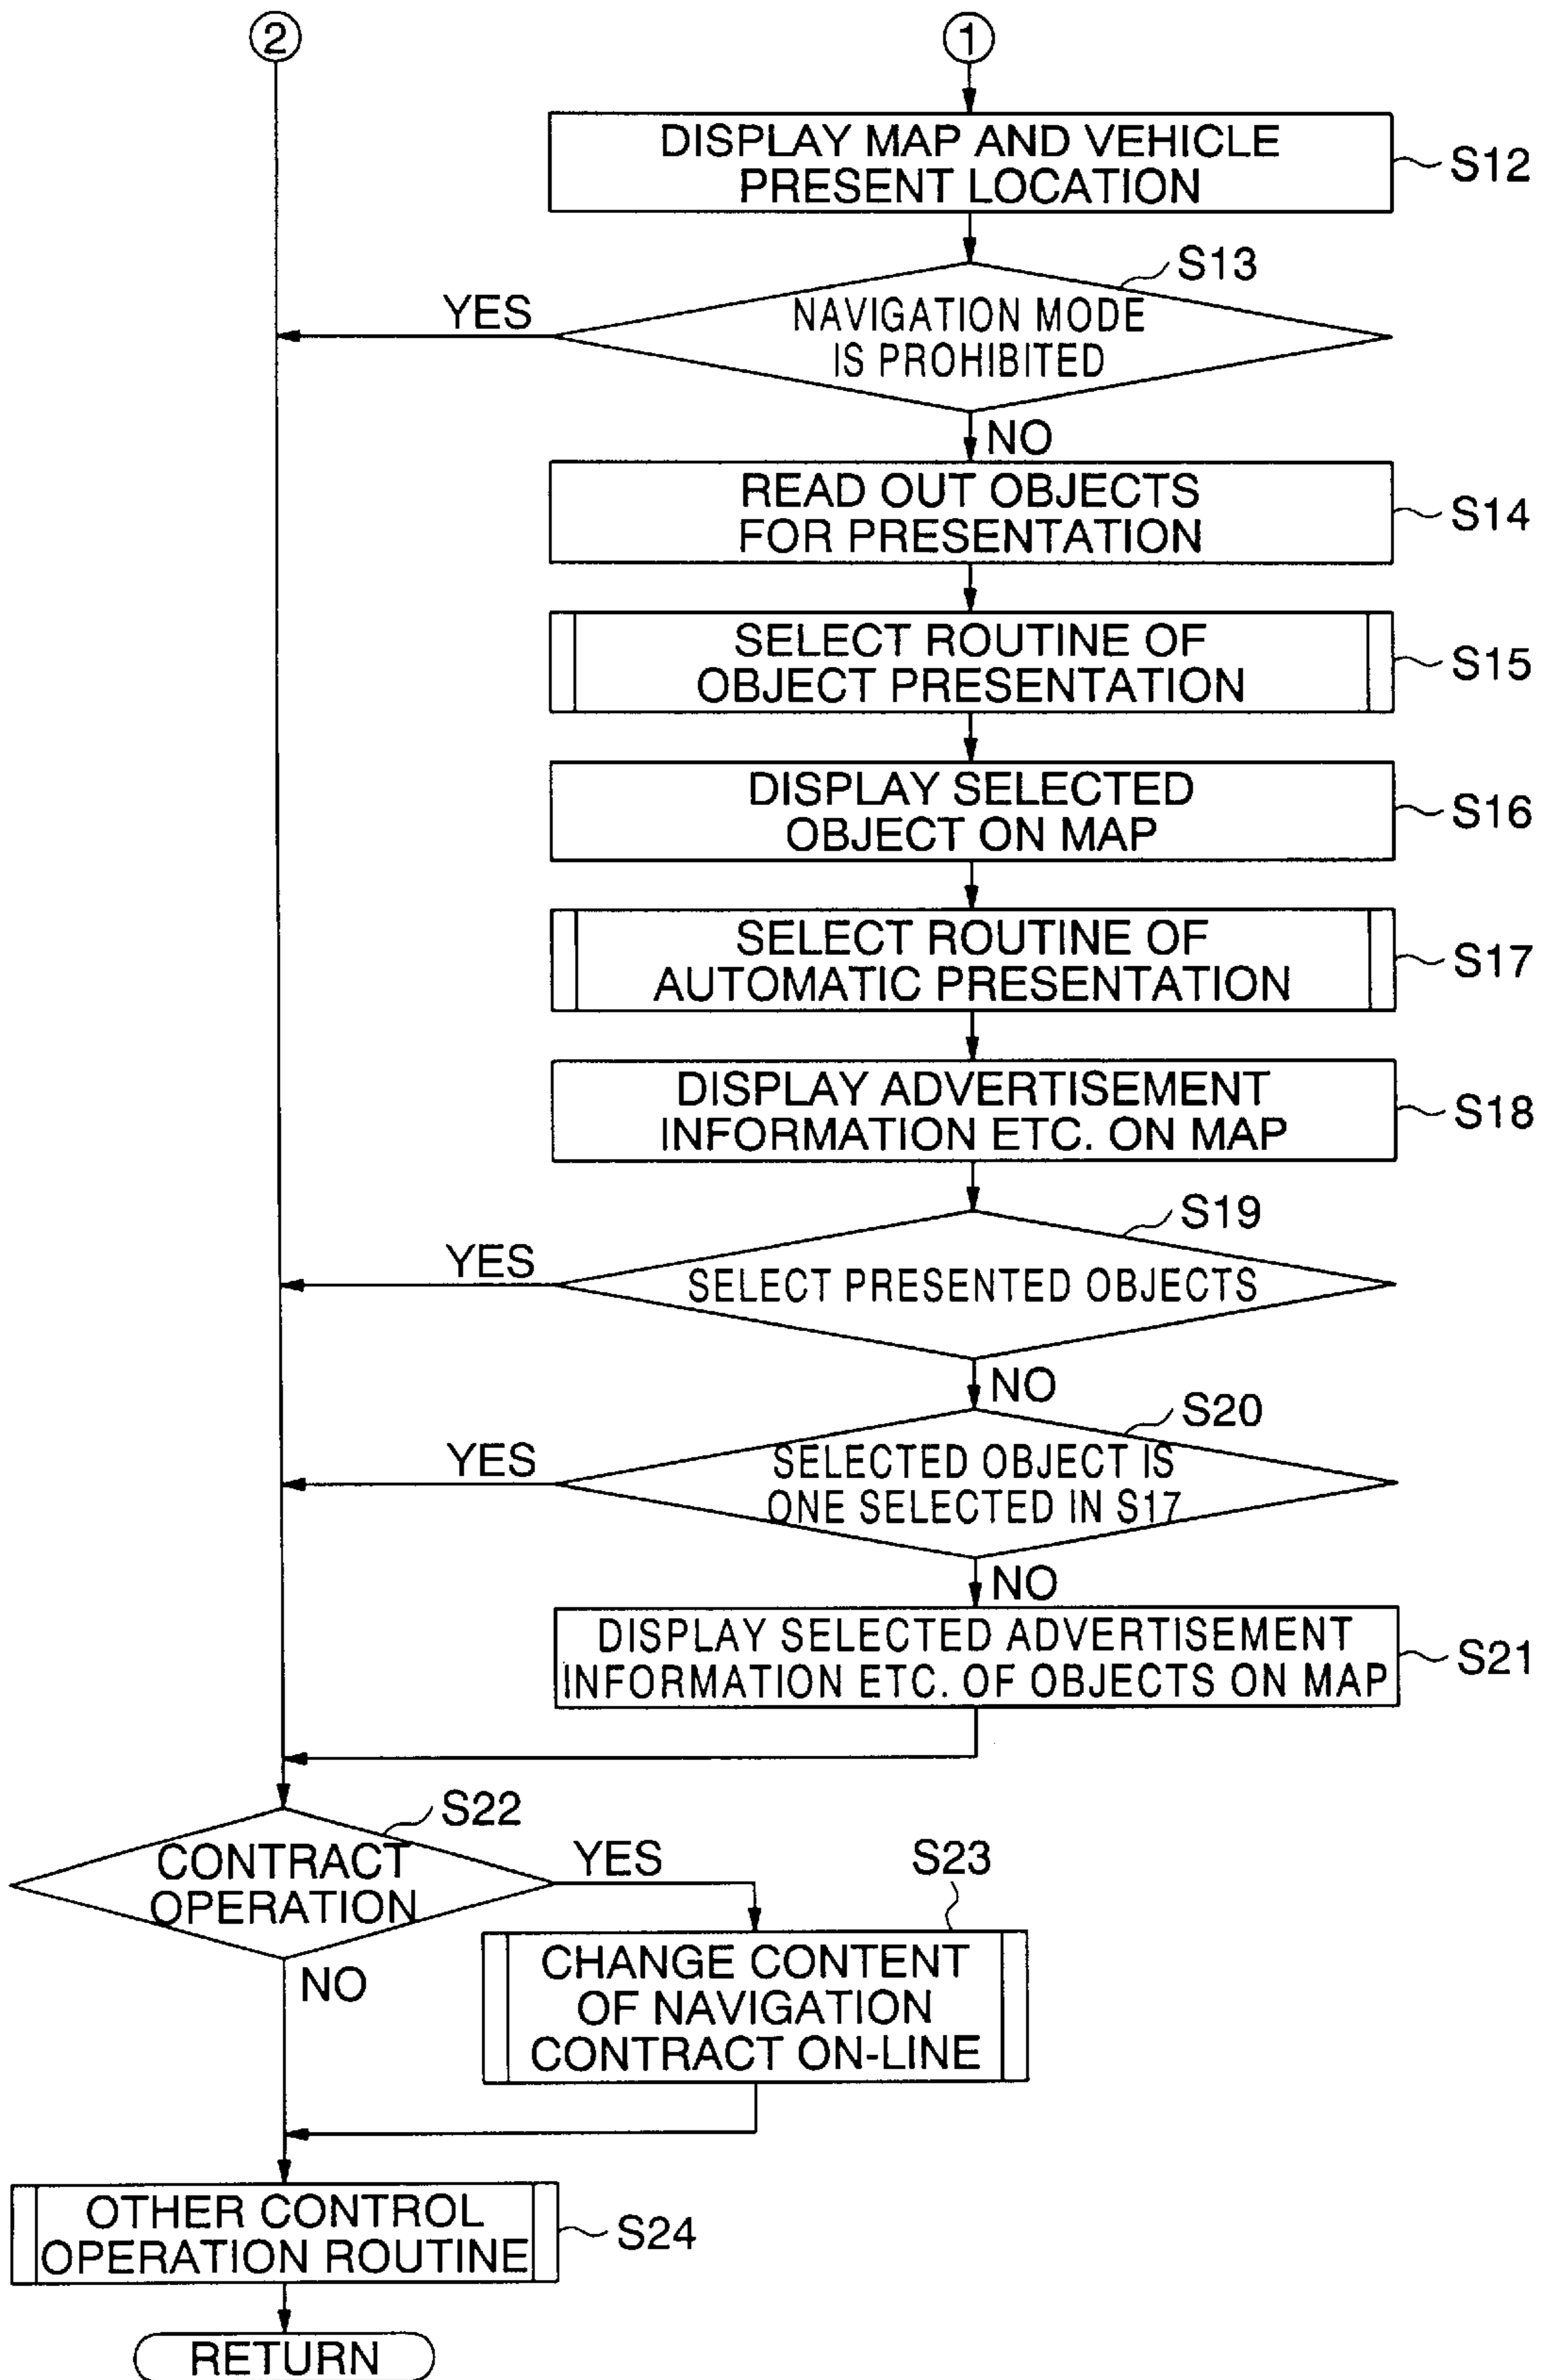 2
1
DISPLAY MAP AND VEHICLE
PRESENT LOCATION
S12
S13
NAVIGATION MODE
IS PROHIBITED
YES
NO
READ OUT OBJECTS
FOR PRESENTATION
S14
SELECT ROUTINE OF
OBJECT PRESENTATION
S15
DISPLAY SELECTED
OBJECT ON MAP
S16
SELECT ROUTINE OF
AUTOMATIC PRESENTATION
S17
DISPLAY ADVERTISEMENT
INFORMATION ETC. ON MAP
S18
S19
YES
SELECT PRESENTED OBJECTS
NO
S20
YES
SELECTED OBJECT IS
ONE SELECTED IN S17
NO
DISPLAY SELECTED ADVERTISEMENT
INFORMATION ETC. OF OBJECTS ON MAP
S21
S22
CONTRACT
OPERATION
YES
NO
S23
CHANGE CONTENT
OF NAVIGATION
CONTRACT ON-LINE
OTHER CONTROL
OPERATION ROUTINE
S24
RETURN